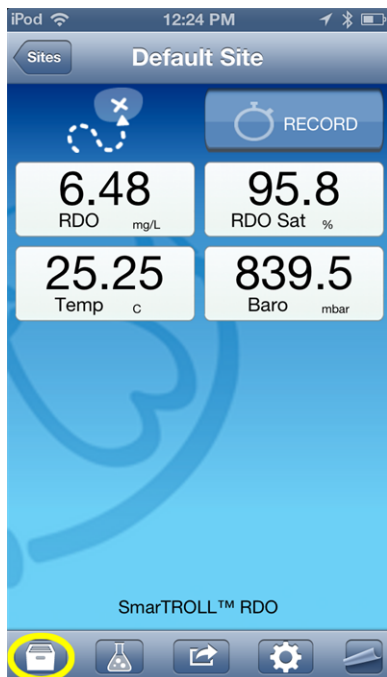 iPod 12:24 PM
Sites Default Site
RECORD
6.48 95.8
RDO mg/L RDO Sat %
25.25 839.5
Temp C Baro mbar
SmarTROLL™ RDO